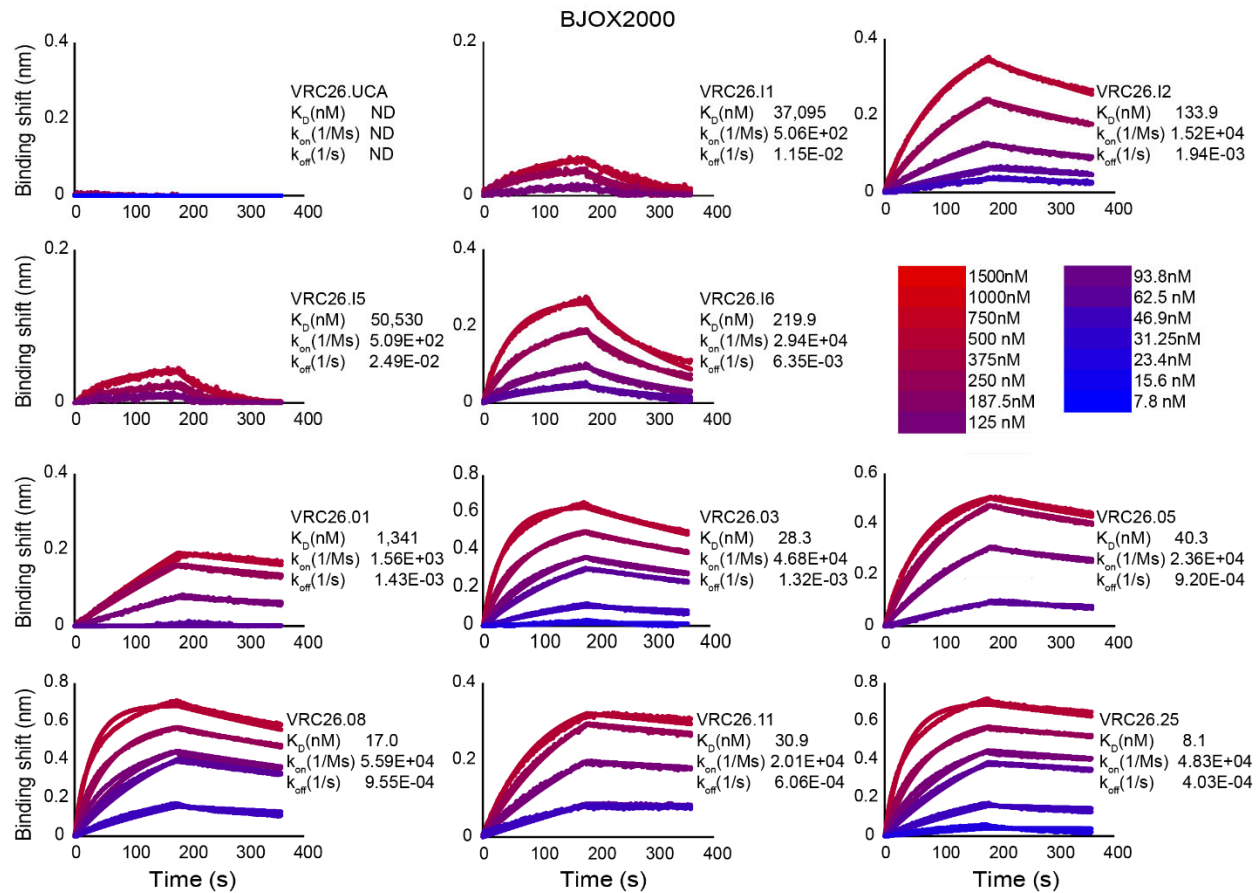 BJOX2000
Binding shift (nm)
0.4
0.2
0
0 100 200 300 400
VRC26.UCA
K_D(nM) ND
k_on(1/Ms) ND
k_off(1/s) ND
0.2
0
0 100 200 300 400
VRC26.I1
K_D(nM) 37,095
k_on(1/Ms) 5.06E+02
k_off(1/s) 1.15E-02
0.4
0.2
0
0 100 200 300 400
VRC26.I2
K_D(nM) 133.9
k_on(1/Ms) 1.52E+04
k_off(1/s) 1.94E-03
Binding shift (nm)
0.2
0
0 100 200 300 400
VRC26.I5
K_D(nM) 50,530
k_on(1/Ms) 5.09E+02
k_off(1/s) 2.49E-02
0.4
0.2
0
0 100 200 300 400
VRC26.I6
K_D(nM) 219.9
k_on(1/Ms) 2.94E+04
k_off(1/s) 6.35E-03
1500nM
1000nM
750nM
500 nM
375nM
250 nM
187.5nM
125 nM
93.8nM
62.5 nM
46.9nM
31.25nM
23.4nM
15.6 nM
7.8 nM
Binding shift (nm)
0.4
0.2
0
0 100 200 300 400
VRC26.01
K_D(nM) 1,341
k_on(1/Ms) 1.56E+03
k_off(1/s) 1.43E-03
0.8
0.6
0.4
0.2
0
0 100 200 300 400
VRC26.03
K_D(nM) 28.3
k_on(1/Ms) 4.68E+04
k_off(1/s) 1.32E-03
0.6
0.4
0.2
0
0 100 200 300 400
VRC26.05
K_D(nM) 40.3
k_on(1/Ms) 2.36E+04
k_off(1/s) 9.20E-04
Binding shift (nm)
0.8
0.6
0.4
0.2
0
0 100 200 300 400
Time (s)
VRC26.08
K_D(nM) 17.0
k_on(1/Ms) 5.59E+04
k_off(1/s) 9.55E-04
0.4
0.2
0
0 100 200 300 400
Time (s)
VRC26.11
K_D(nM) 30.9
k_on(1/Ms) 2.01E+04
k_off(1/s) 6.06E-04
0.8
0.6
0.4
0.2
0
0 100 200 300 400
Time (s)
VRC26.25
K_D(nM) 8.1
k_on(1/Ms) 4.83E+04
k_off(1/s) 4.03E-04